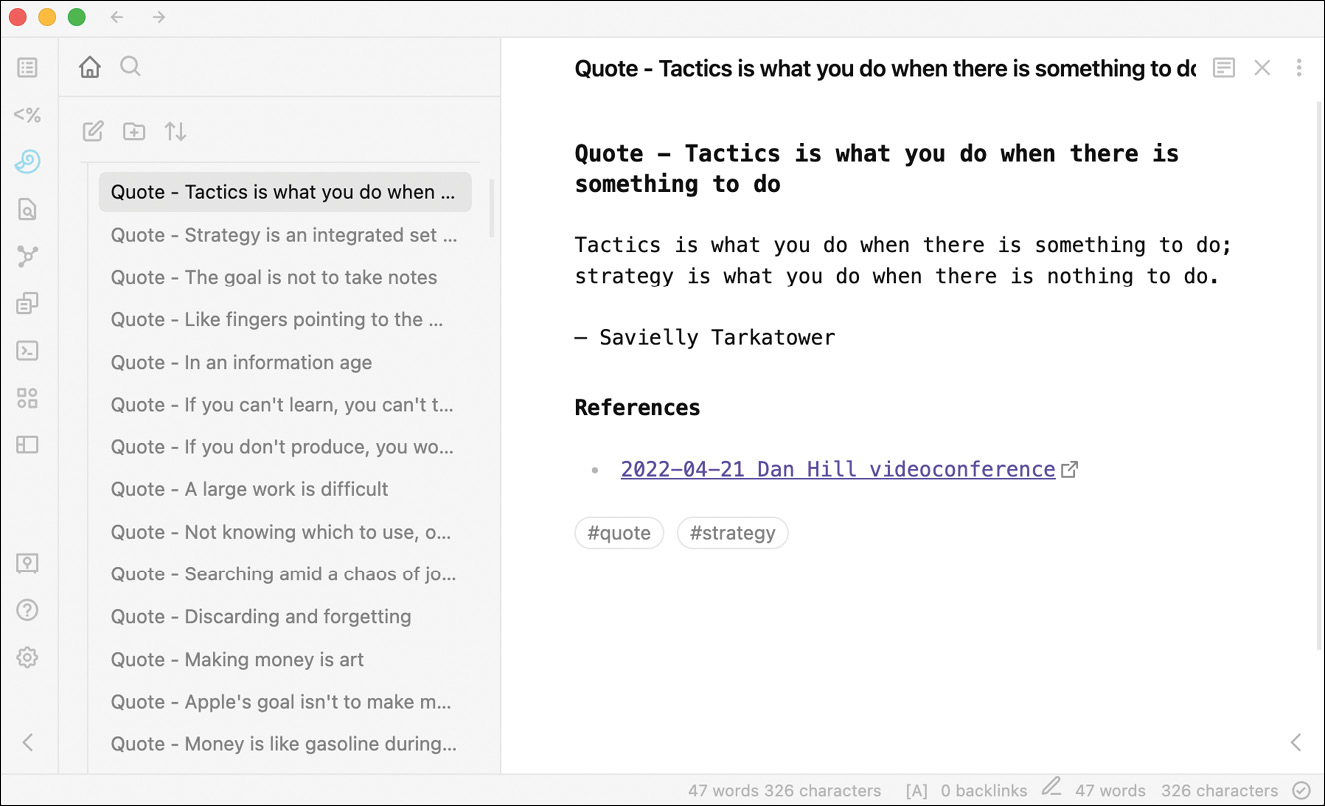 Quote - Tactics is what you do when there is something to do
<%
Quote - Tactics is what you do when ...
Quote - Strategy is an integrated set ...
Quote - The goal is not to take notes
Quote - Like fingers pointing to the ...
Quote - In an information age
Quote - If you can't learn, you can't t...
Quote - If you don't produce, you wo...
Quote - A large work is difficult
Quote - Not knowing which to use, o...
Quote - Searching amid a chaos of jo...
Quote - Discarding and forgetting
Quote - Making money is art
Quote - Apple's goal isn't to make m...
Quote - Money is like gasoline during...
Quote - Tactics is what you do when there is
something to do
Tactics is what you do when there is something to do;
strategy is what you do when there is nothing to do.
— Savielly Tarkatower
References
• 2022-04-21 Dan Hill videoconference
#quote #strategy
47 words 326 characters [A] 0 backlinks 47 words 326 characters